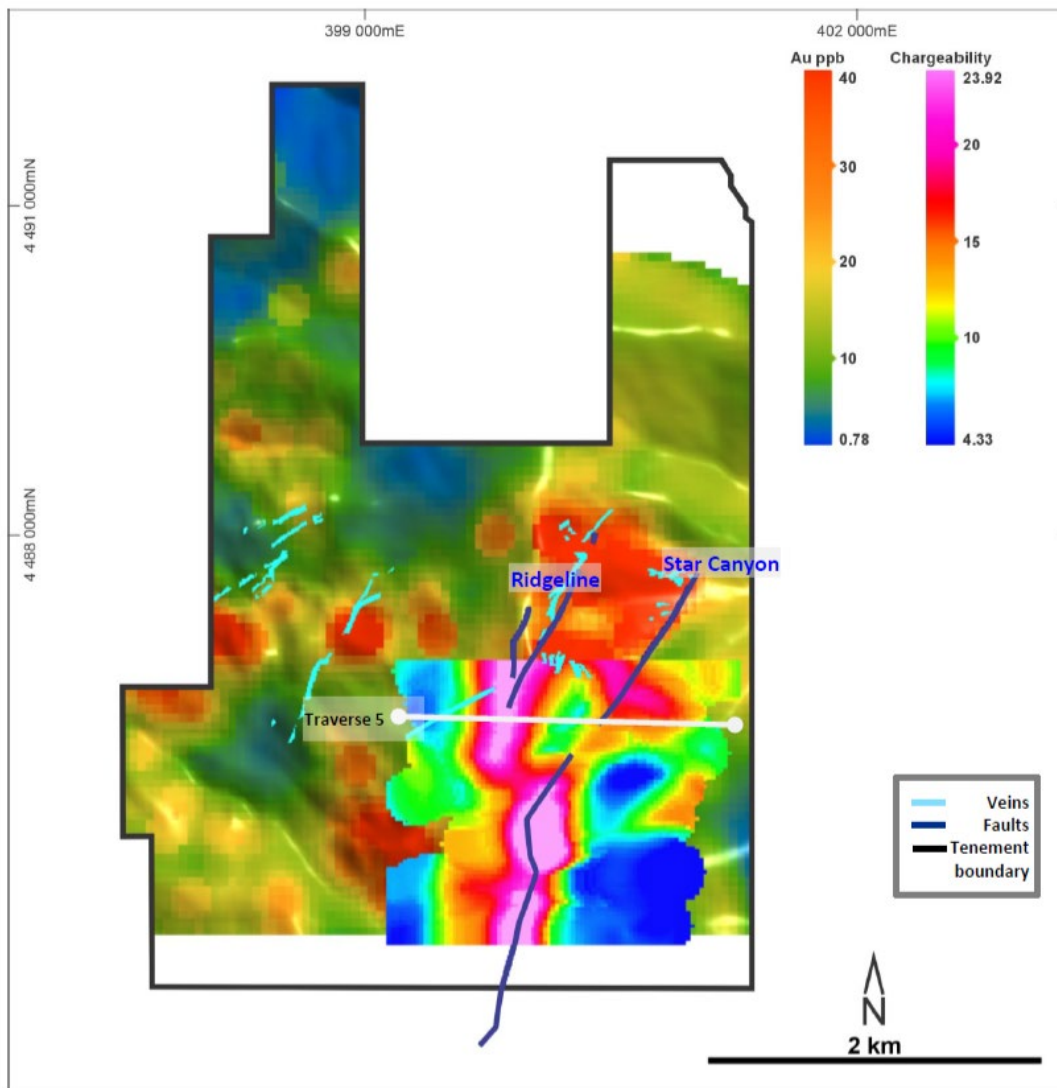 399 000mE
402 000mE
Au ppb
Chargeability
40
30
20
10
0.78
23.92
20
15
10
4.33
4 491 000mN
4 488 000mN
Ridgeline
Star Canyon
Traverse 5
Veins
Faults
Tenement
boundary
N
2 km